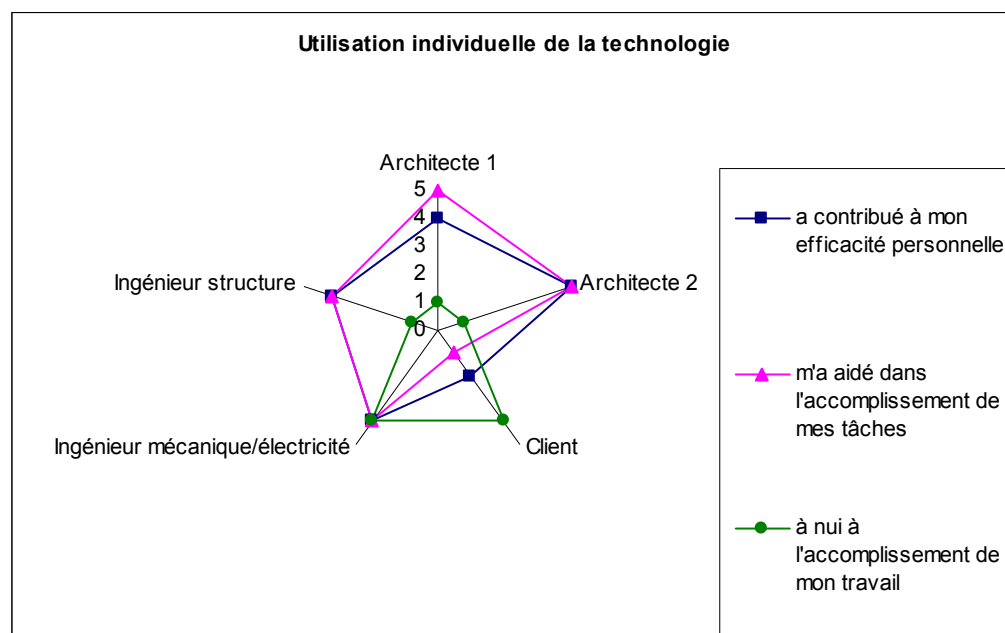 Utilisation individuelle de la technologie
Architecte 1
5
4
3
2
1
0
Architecte 2
Client
Ingénieur mécanique/électricité
Ingénieur structure
a contribué à mon
efficacité personnelle
m'a aidé dans
l'accomplissement de
mes tâches
à nui à
l'accomplissement de
mon travail